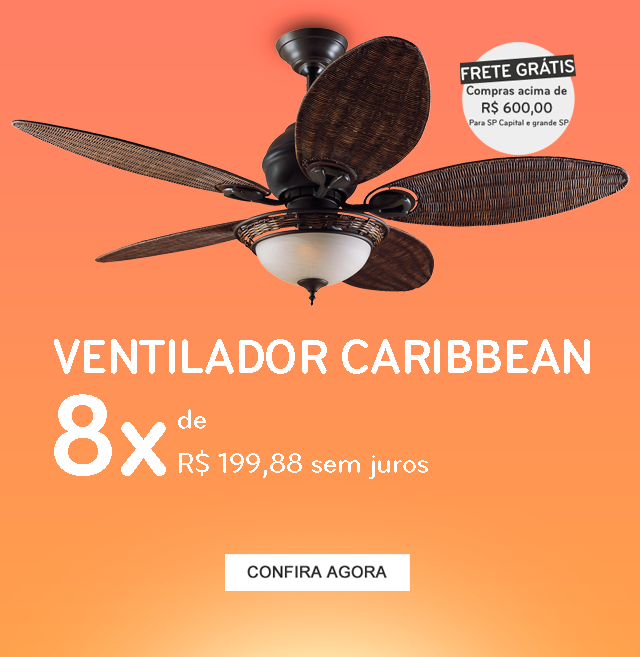 FRETE GRÁTIS
Compras acima de
R$ 600,00
Para SP Capital e grande SP
VENTILADOR CARIBBEAN
8x de
R$ 199,88 sem juros
CONFIRA AGORA